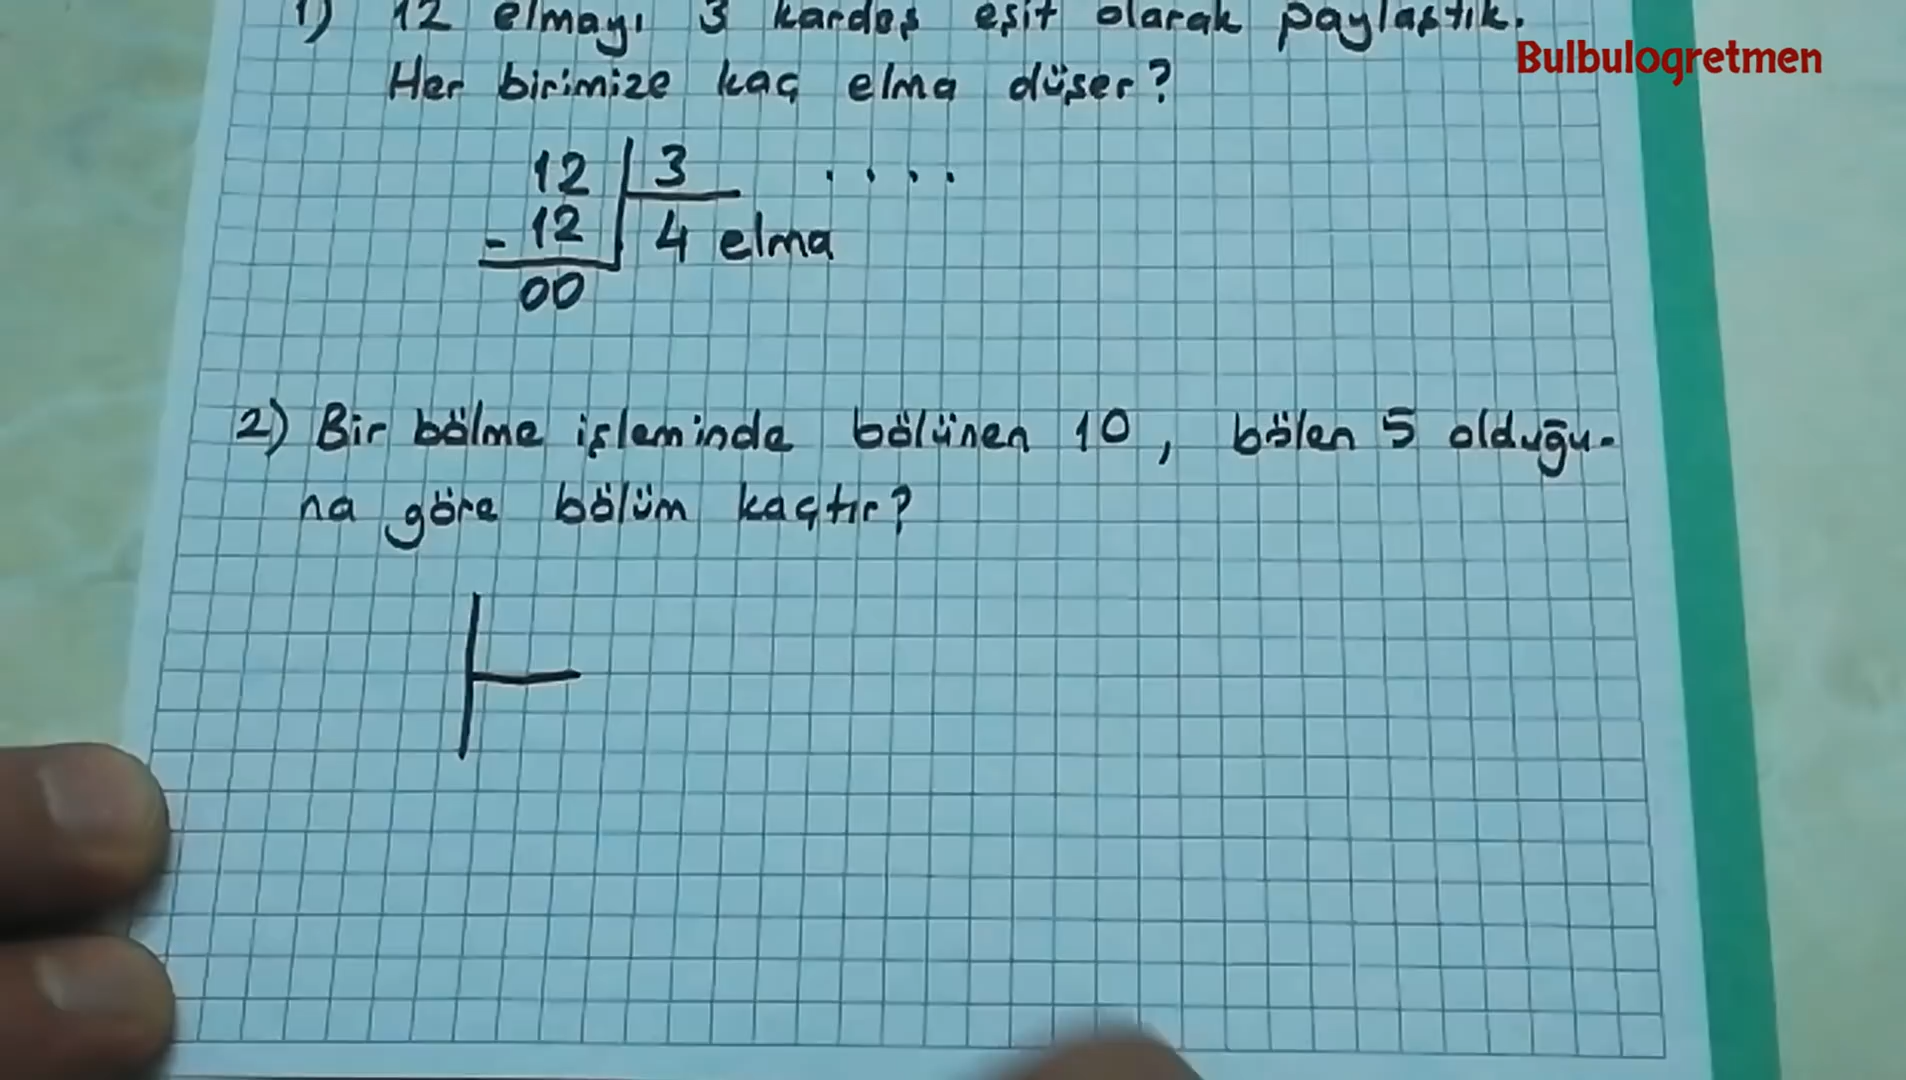 1) 12 elmayı 3 kardeş eşit olarak paylaştık.
Bulbulogretmen
Her birimize kaç elma düşer?
12 3 ....
- 12 4 elma
00
2) Bir bölme işleminde bölünen 10, bölen 5 olduğu-
na göre bölüm kaçtır?